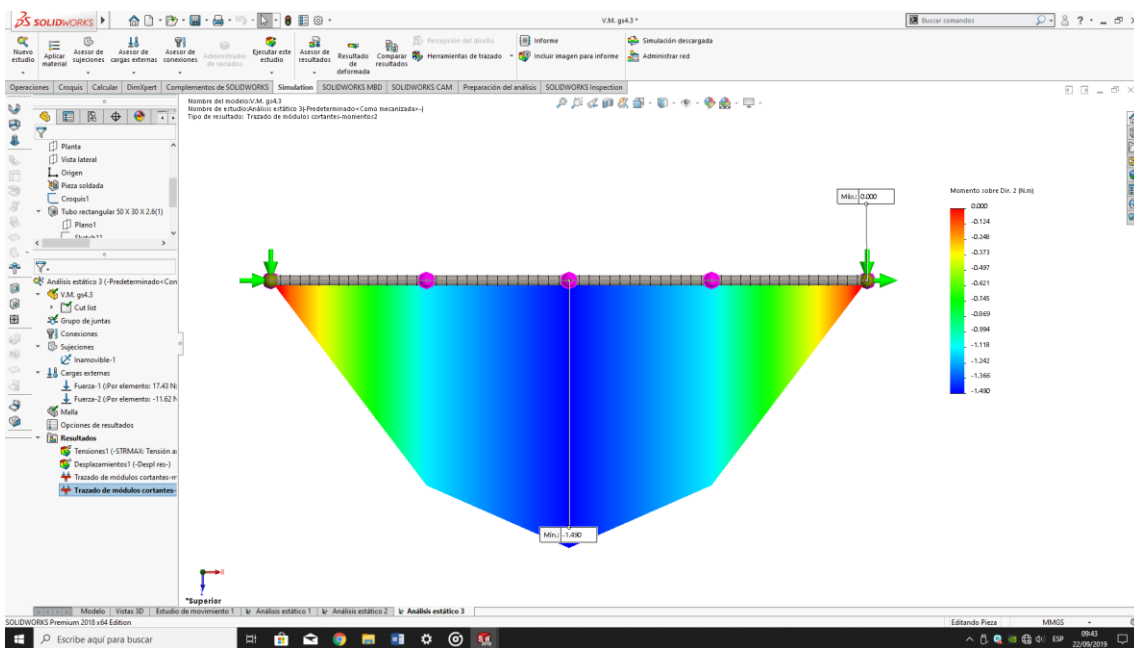 SOLIDWORKS
V.M. gs4.3 *
Buscar comandos
Nuevo estudio
Aplicar material
Asesor de sujeciones
Asesor de cargas externas
Asesor de conexiones
Administrador de vaciados
Ejecutar este estudio
Asesor de resultados
Resultado de deformada
Comparar resultados
Percepción del diseño
Herramientas de trazado
Informe
Incluir imagen para informe
Simulación descargada
Administrar red
Operaciones
Croquis
Calcular
DimXpert
Complementos de SOLIDWORKS
Simulation
SOLIDWORKS MBD
SOLIDWORKS CAM
Preparación del análisis
SOLIDWORKS Inspection
Nombre del modelo:V.M. gs4.3
Nombre de estudio:Análisis estático 3(-Predeterminado<Como mecanizada>-)
Tipo de resultado: Trazado de módulos cortantes-momentos2
Planta
Vista lateral
Origen
Pieza soldada
Croquis1
Tubo rectangular 50 X 30 X 2.6(1)
Plano1
Análisis estático 3 (-Predeterminado<Con
V.M. gs4.3
Cut list
Grupo de juntas
Conexiones
Sujeciones
Inamovible-1
Cargas externas
Fuerza-1 (:Por elemento: 17.43 N:
Fuerza-2 (:Por elemento: -11.62 N
Malla
Opciones de resultados
Resultados
Tensiones1 (-STRMAX: Tensión a
Desplazamientos1 (-Despl res-)
Trazado de módulos cortantes-m
Trazado de módulos cortantes-
Mín.: 0.000
Mín.: -1.490
Momento sobre Dir. 2 (N.m)
0.000
-0.124
-0.248
-0.373
-0.497
-0.621
-0.745
-0.869
-0.994
-1.118
-1.242
-1.366
-1.490
X
*Superior
Modelo
Vistas 3D
Estudio de movimiento 1
Análisis estático 1
Análisis estático 2
Análisis estático 3
SOLIDWORKS Premium 2018 x64 Edition
Editando Pieza
MMGS
Escribe aquí para buscar
ESP
09:43
22/09/2019